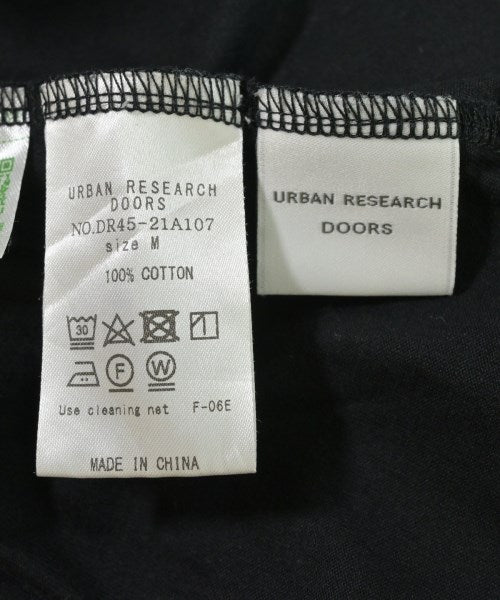 URBAN RESEARCH
DOORS
NO.DR45-21A107
size M
100% COTTON
30
F
W
Use cleaning net F-06E
MADE IN CHINA
URBAN RESEARCH
DOORS